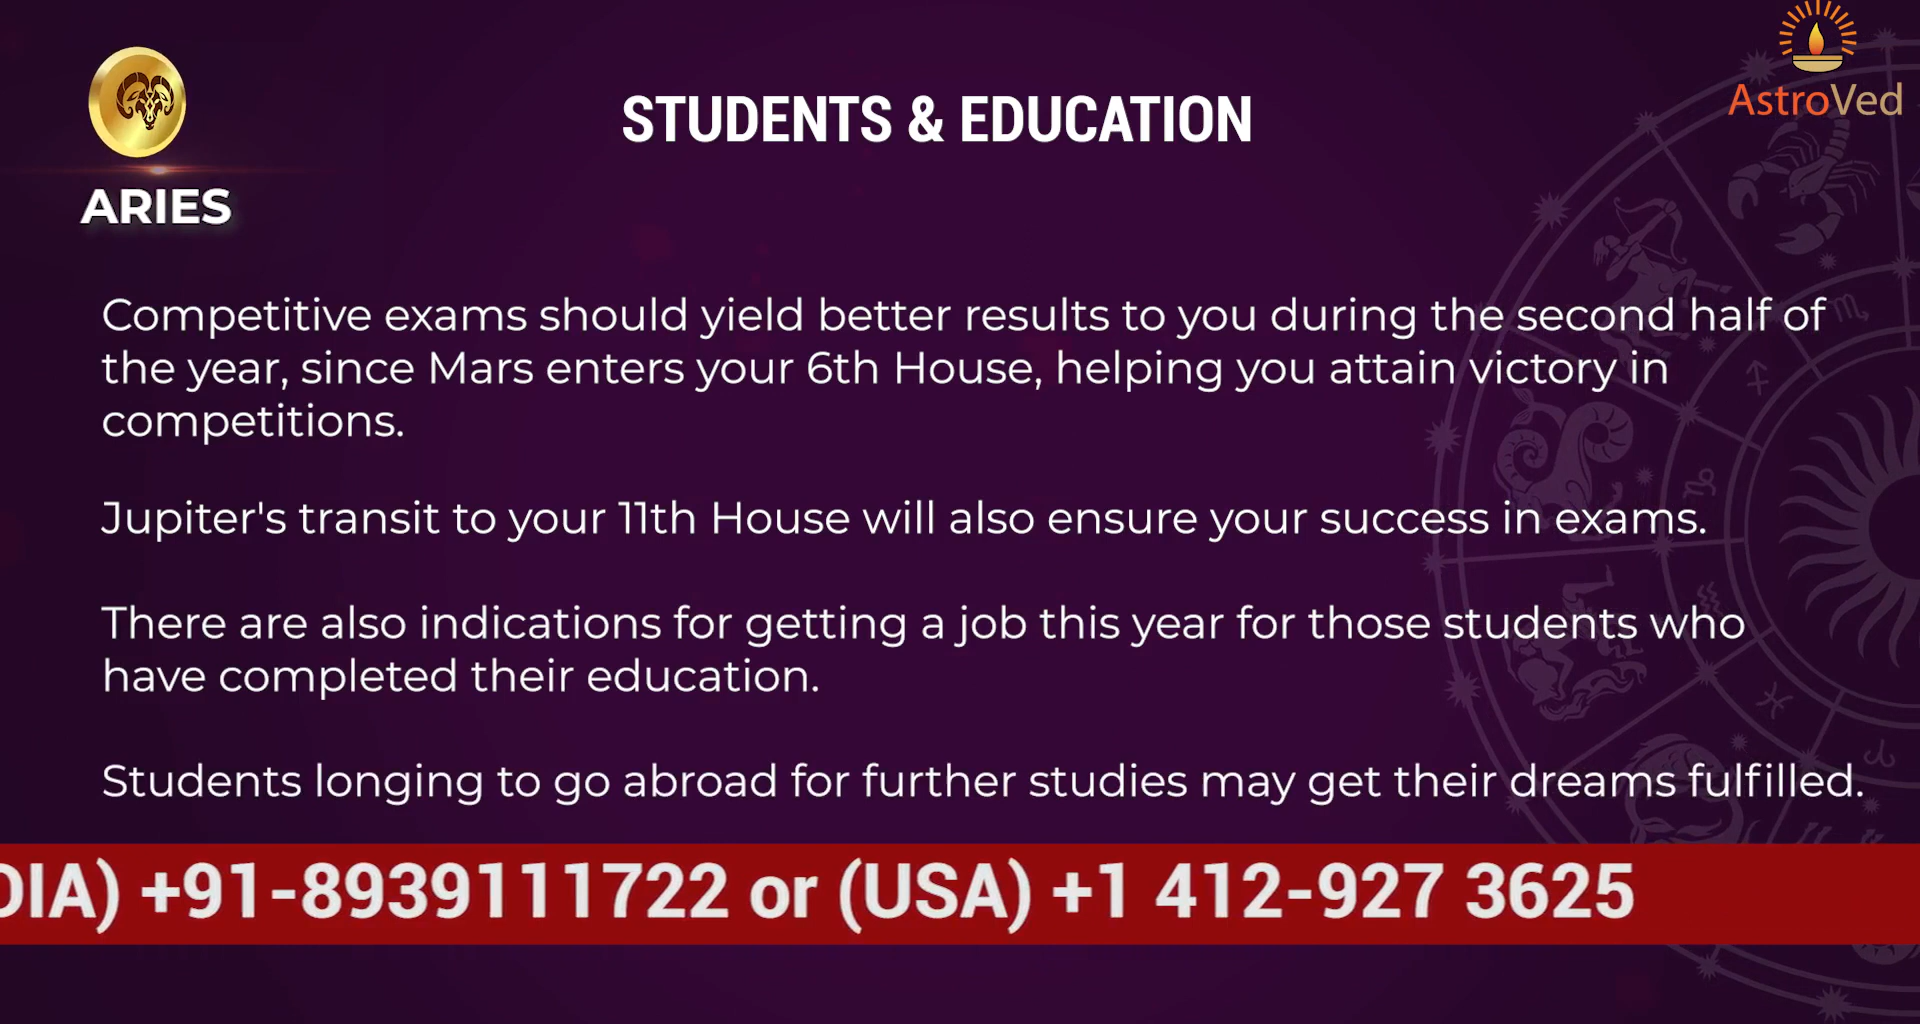 AstroVed
STUDENTS & EDUCATION
ARIES
Competitive exams should yield better results to you during the second half of
the year, since Mars enters your 6th House, helping you attain victory in
competitions.
Jupiter's transit to your 11th House will also ensure your success in exams.
There are also indications for getting a job this year for those students who
have completed their education.
Students longing to go abroad for further studies may get their dreams fulfilled.
DIA) +91-8939111722 or (USA) +1 412-927 3625